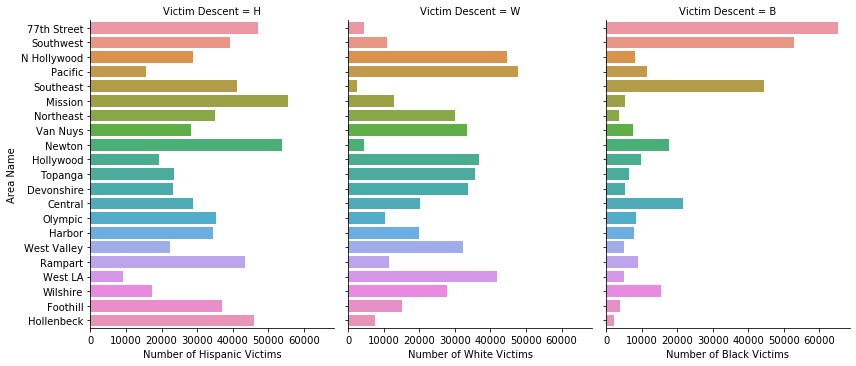 Victim Descent = H
Victim Descent = W
Victim Descent = B
Area Name
77th Street
Southwest
N Hollywood
Pacific
Southeast
Mission
Northeast
Van Nuys
Newton
Hollywood
Topanga
Devonshire
Central
Olympic
Harbor
West Valley
Rampart
West LA
Wilshire
Foothill
Hollenbeck
0 10000 20000 30000 40000 50000 60000
0 10000 20000 30000 40000 50000 60000
0 10000 20000 30000 40000 50000 60000
Number of Hispanic Victims
Number of White Victims
Number of Black Victims